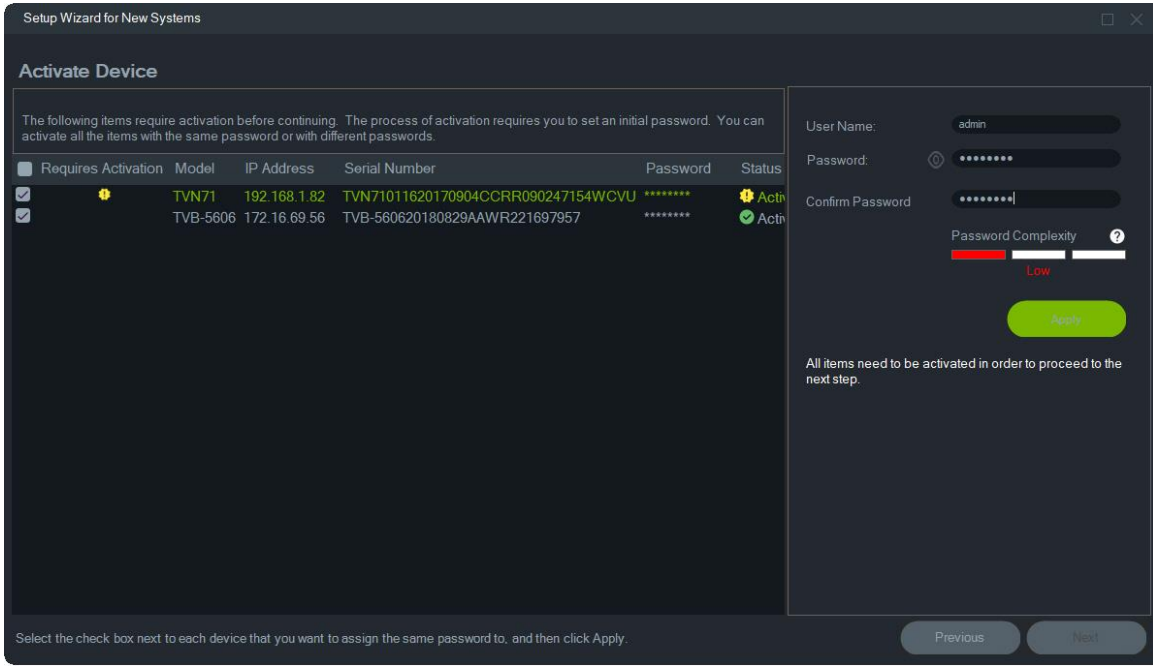 Setup Wizard for New Systems
Activate Device
The following items require activation before continuing. The process of activation requires you to set an initial password. You can
activate all the items with the same password or with different passwords.
Requires Activation Model IP Address Serial Number Password Status
TVN71 192.168.1.82 TVN71011620170904CCRR090247154WCVU ******** Activ
TVB-5606 172.16.69.56 TVB-560620180829AAWR221697957 ******** Activ
User Name: admin
Password: ••••••••
Confirm Password ••••••••
Password Complexity ?
Low
Apply
All items need to be activated in order to proceed to the
next step.
Select the check box next to each device that you want to assign the same password to, and then click Apply.
Previous Next